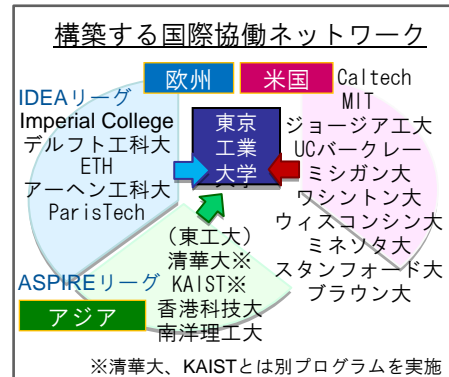 構築する国際協働ネットワーク
欧州
米国
IDEAリーグ
Imperial College
デルフト工科大
ETH
アーヘン工科大
ParisTech
東京
工業
大学
Caltech
MIT
ジョージア工大
UCバークレー
ミシガン大
ワシントン大
ウィスコンシン大
ミネソタ大
スタンフォード大
ブラウン大
(東工大)
清華大※
KAIST※
香港科技大
南洋理工大
ASPIREリーグ
アジア
※清華大、KAISTとは別プログラムを実施